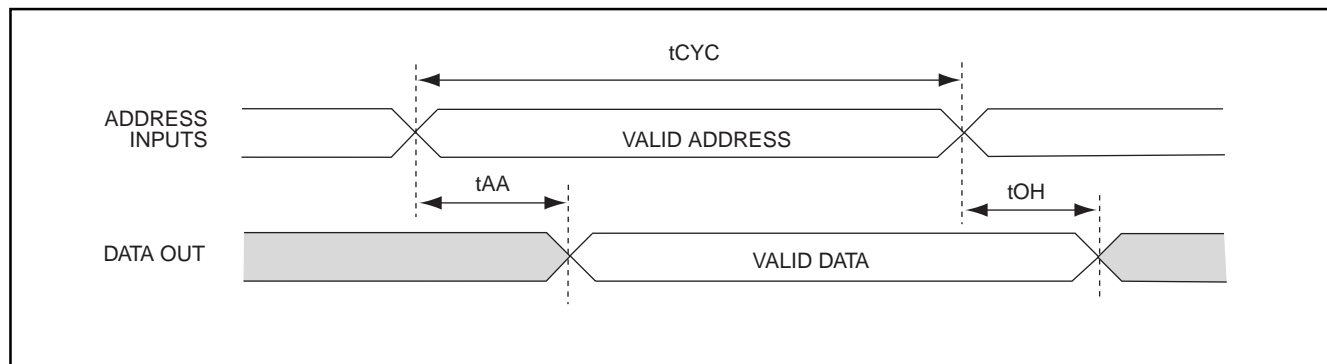 tCYC
ADDRESS
INPUTS
VALID ADDRESS
tAA
tOH
DATA OUT
VALID DATA